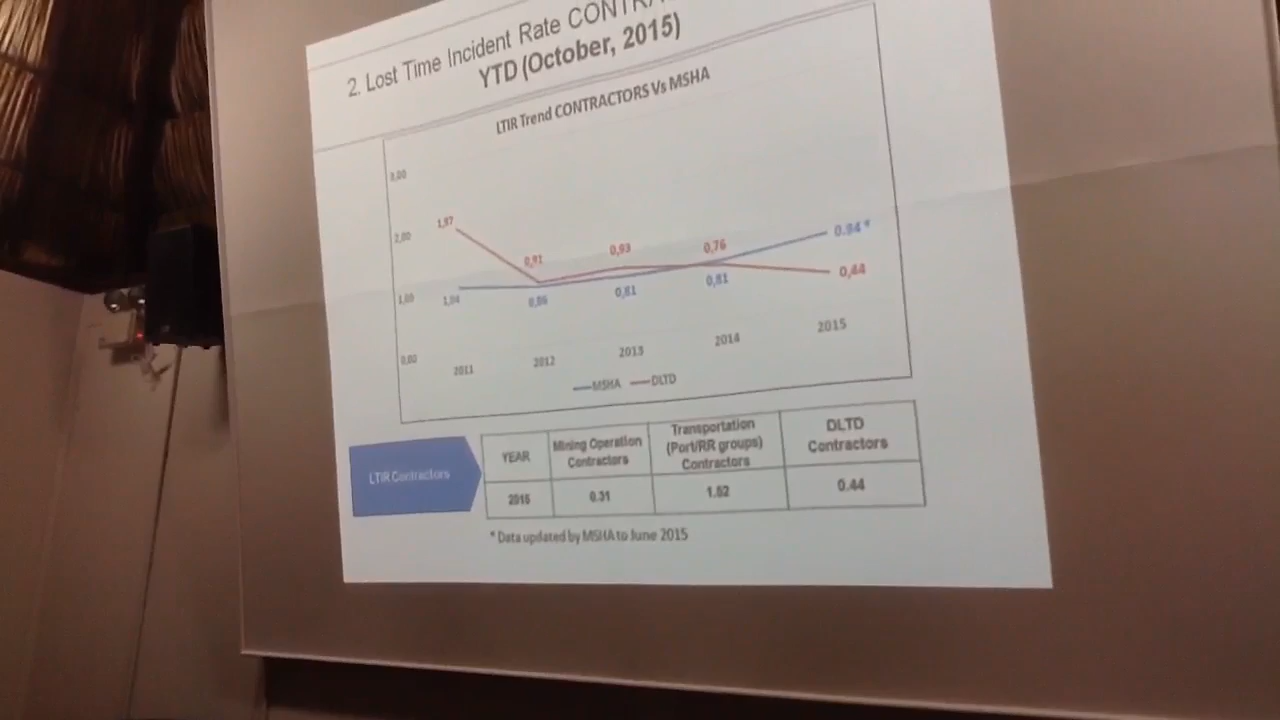 2. Lost Time Incident Rate
YTD (October, 2015)
LTIR Trend CONTRACTORS Vs MSHA
3,00
2,00
1,00
0,00
1,97
0,91
0,93
0,76
0,44
1,04
0,86
0,81
0,81
0.94 *
2011
2012
2013
2014
2015
MSHA
DLTD
LTIR Contractors
YEAR
Mining Operation
Contractors
Transportation
(Port/RR groups)
Contractors
DLTD
Contractors
2015
0.31
1.52
0.44
* Data updated by MSHA to June 2015